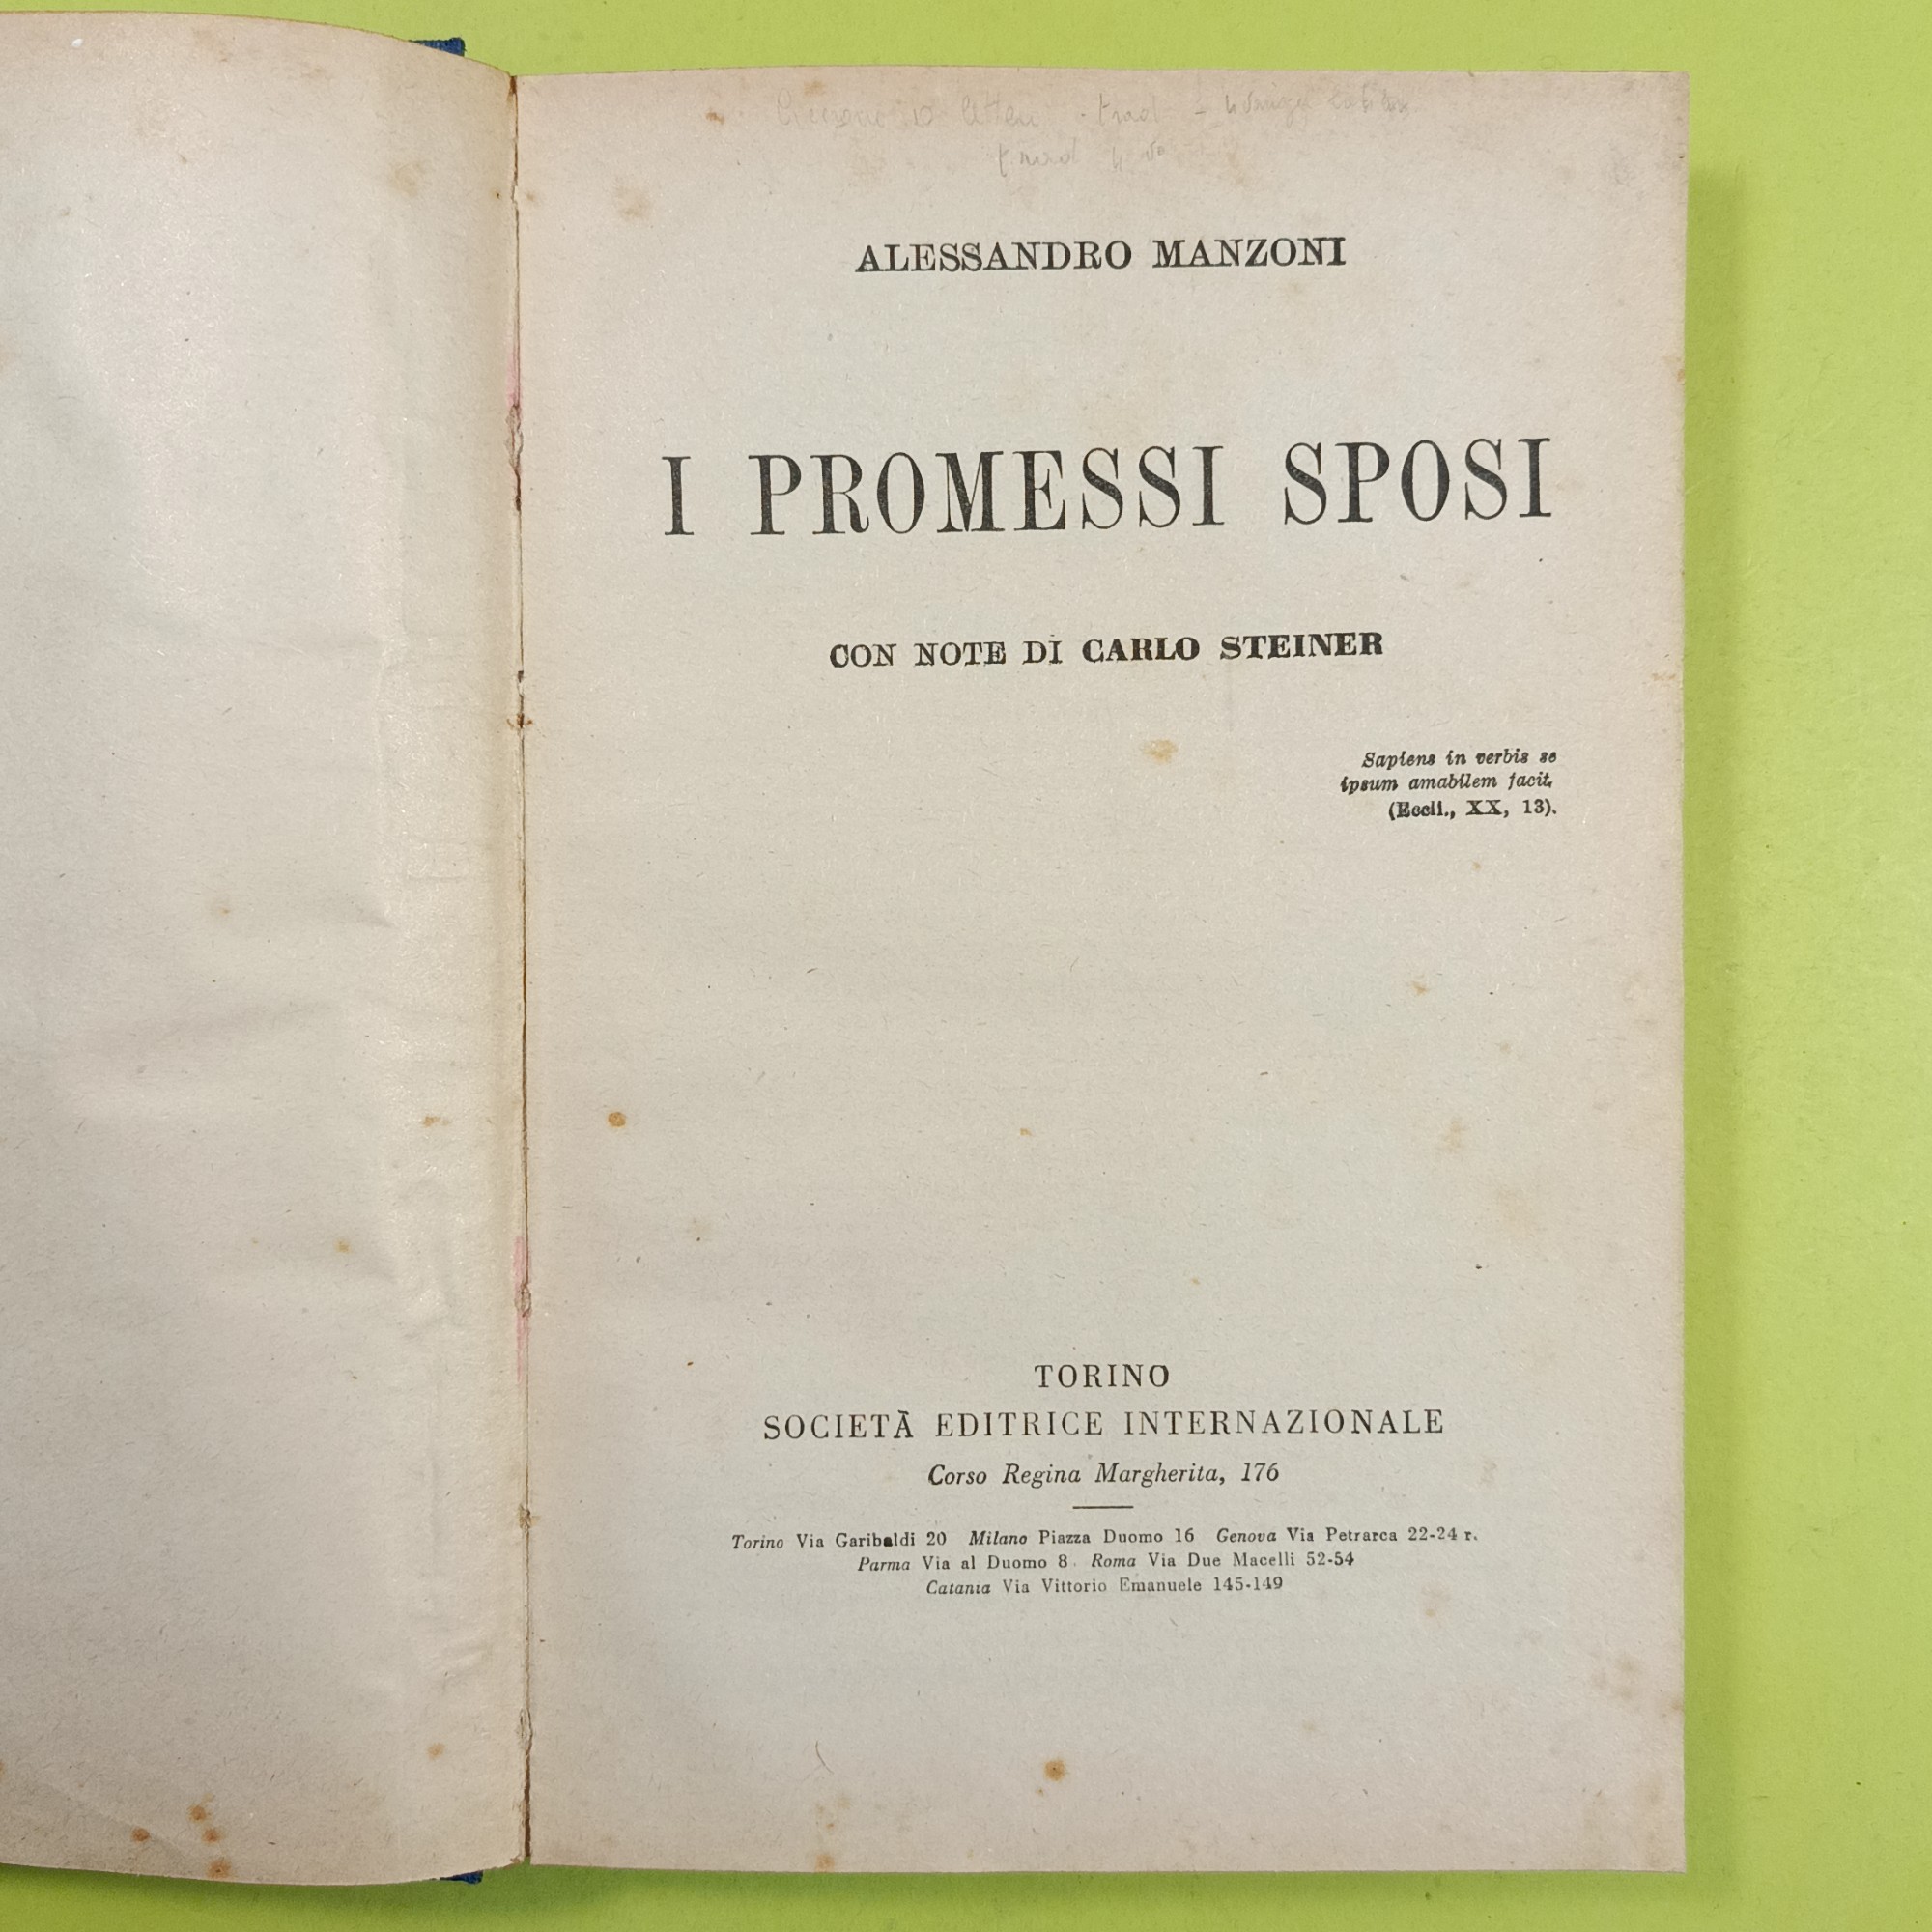 ALESSANDRO MANZONI
I PROMESSI SPOSI
CON NOTE DI CARLO STEINER
Sapiens in verbis se
ipsum amabilem facit.
(Eccli., XX, 13).
TORINO
SOCIETÀ EDITRICE INTERNAZIONALE
Corso Regina Margherita, 176
Torino Via Garibaldi 20 Milano Piazza Duomo 16 Genova Via Petrarca 22-24 r.
Parma Via al Duomo 8. Roma Via Due Macelli 52-54
Catania Via Vittorio Emanuele 145-149